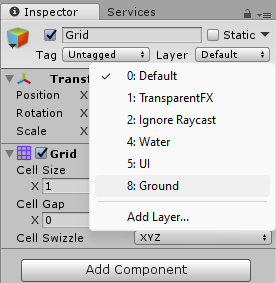 Inspector Services
Grid Static
Tag Untagged Layer Default
Transf
Position
Rotation
Scale
0: Default
1: TransparentFX
2: Ignore Raycast
4: Water
5: UI
8: Ground
Add Layer...
Grid
Cell Size
X 1
Cell Gap
X 0
Cell Swizzle XYZ
Add Component